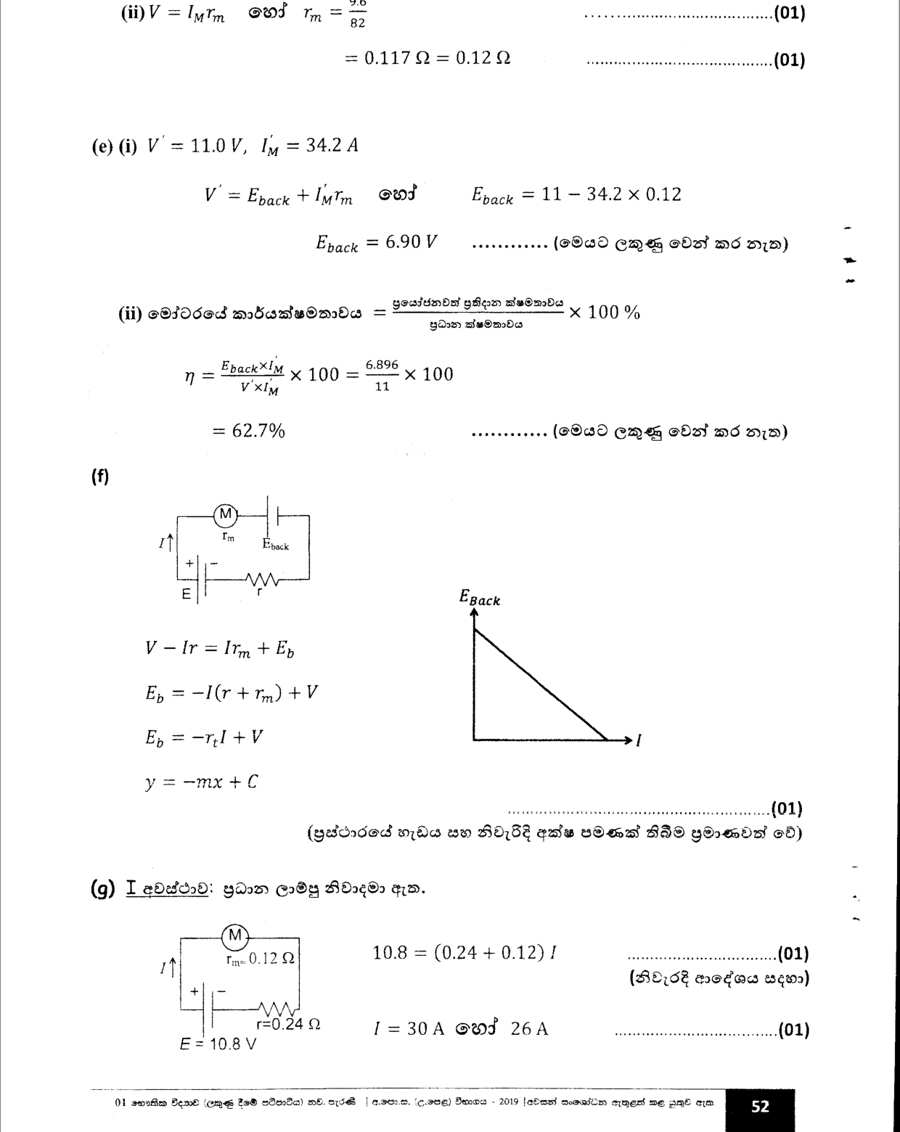 (ii) V = I_M r_m හෝ r_m = 9.6/82 .......................................(01)
= 0.117 Ω = 0.12 Ω .......................................(01)
(e) (i) V′ = 11.0 V, I′_M = 34.2 A
V′ = E_back + I′_M r_m හෝ E_back = 11 − 34.2 × 0.12
E_back = 6.90 V ............ (මෙයට ලකුණු වෙන් කර නැත)
(ii) මෝටරයේ කාර්යක්ෂමතාවය = ප්‍රයෝජනවත් ප්‍රතිදාන ක්ෂමතාවය/ප්‍රධාන ක්ෂමතාවය × 100 %
η = E_back×I′_M/V′×I′_M × 100 = 6.896/11 × 100
= 62.7% ............ (මෙයට ලකුණු වෙන් කර නැත)
(f)
M
r_m
E_back
I↑
+ −
E
r
V − Ir = Ir_m + E_b
E_b = −I(r + r_m) + V
E_b = −r_t I + V
y = −mx + C
E_Back
I
.......................................................(01)
(ප්‍රස්ථාරයේ හැඩය සහ නිවැරිදි අක්ෂ පමණක් තිබීම ප්‍රමාණවත් වේ)
(g) I අවස්ථාව: ප්‍රධාන ලාම්පු නිවාදමා ඇත.
M
r_m= 0.12 Ω
I↑
+ −
r=0.24 Ω
E = 10.8 V
10.8 = (0.24 + 0.12) I ................................(01)
(නිවැරදි ආදේශය සදහා)
I = 30 A හෝ 26 A ...................................(01)
01 භෞතික විද්‍යාව (ලකුණු දීමේ පටිපාටිය) නව. පැරණි | අ.පො.ස. (උ.පෙළ) විභාගය - 2019 |අවසන් සංශෝධන ඇතුළත් කළ යුතුව ඇත
52